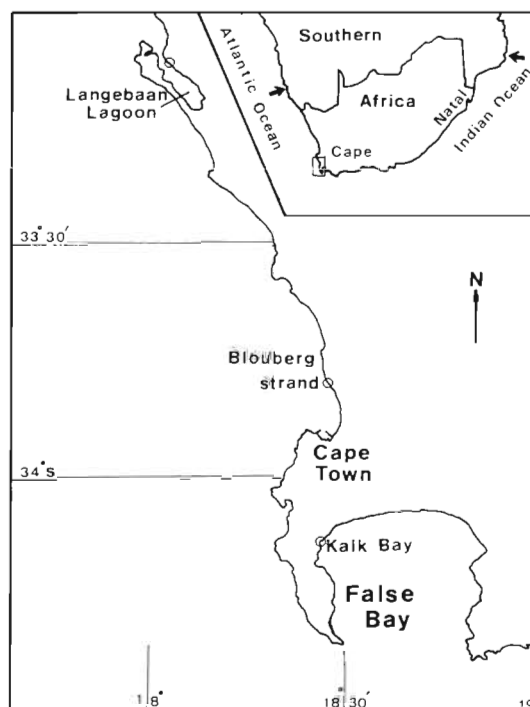 Southern
Africa
Atlantic Ocean
Natal
Indian Ocean
Cape
Langebaan
Lagoon
33°30'
N
Blouberg
strand
Cape
Town
34°S
Kalk Bay
False
Bay
18°
18°30'